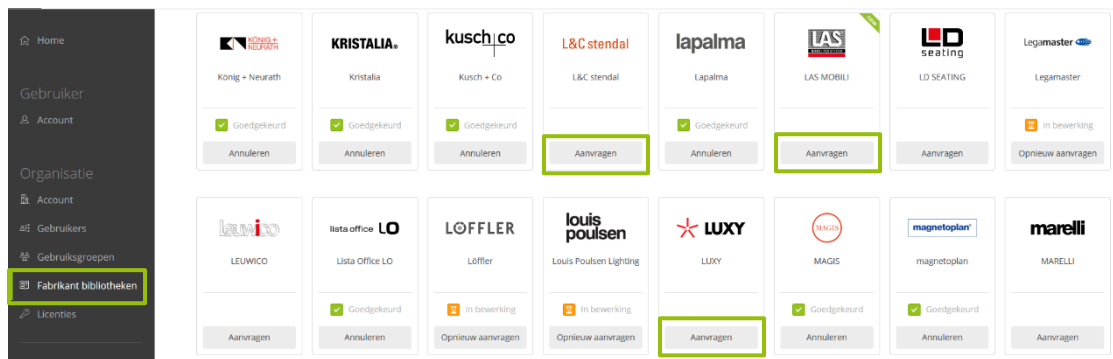 Home
Gebruiker
Account
Organisatie
Account
Gebruikers
Gebruiksgroepen
Fabrikant bibliotheken
Licenties
KÖNIG+
NEURATH
KRISTALIA
kusch co
L&C stendal
lapalma
LAS
new
LD
seating
Legamaster
König + Neurath
Kristalia
Kusch + Co
L&C stendal
Lapalma
LAS MOBILI
LD SEATING
Legamaster
Goedgekeurd
Goedgekeurd
Goedgekeurd
Goedgekeurd
In bewerking
Annuleren
Annuleren
Annuleren
Aanvragen
Annuleren
Aanvragen
Aanvragen
Opnieuw aanvragen
leuwico
lista office LO
LÖFFLER
louis
poulsen
LUXY
MAGIS
magnetoplan
marelli
LEUWICO
Lista Office LO
Löffler
Louis Poulsen Lighting
LUXY
MAGIS
magnetoplan
MARELLI
Goedgekeurd
In bewerking
In bewerking
Goedgekeurd
Goedgekeurd
Aanvragen
Annuleren
Opnieuw aanvragen
Opnieuw aanvragen
Aanvragen
Annuleren
Annuleren
Aanvragen